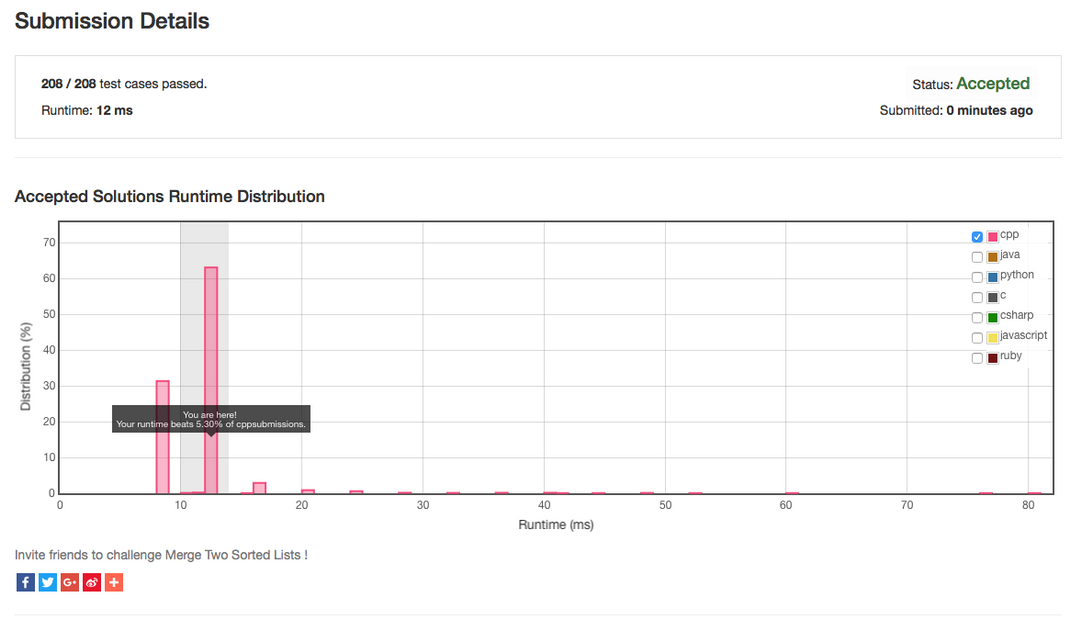 Submission Details
208 / 208 test cases passed.
Status: Accepted
Runtime: 12 ms
Submitted: 0 minutes ago
Accepted Solutions Runtime Distribution
70
60
50
40
30
20
10
0
Distribution (%)
cpp
java
python
c
csharp
javascript
ruby
You are here!
Your runtime beats 5.30% of cppsubmissions.
0 10 20 30 40 50 60 70 80
Runtime (ms)
Invite friends to challenge Merge Two Sorted Lists !
f
G+